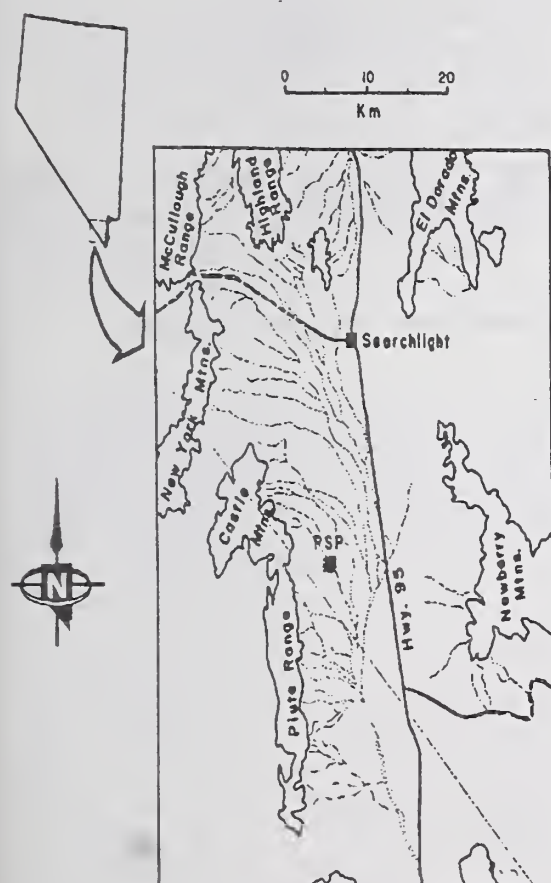 0 10 20
Km
McCullough
Range
Highland
Range
El Dorado
Mtns.
Searchlight
New York Mtns.
Castle
Mtns.
PSP
Newberry
Mtns.
Hwy. 95
Piute Range
N